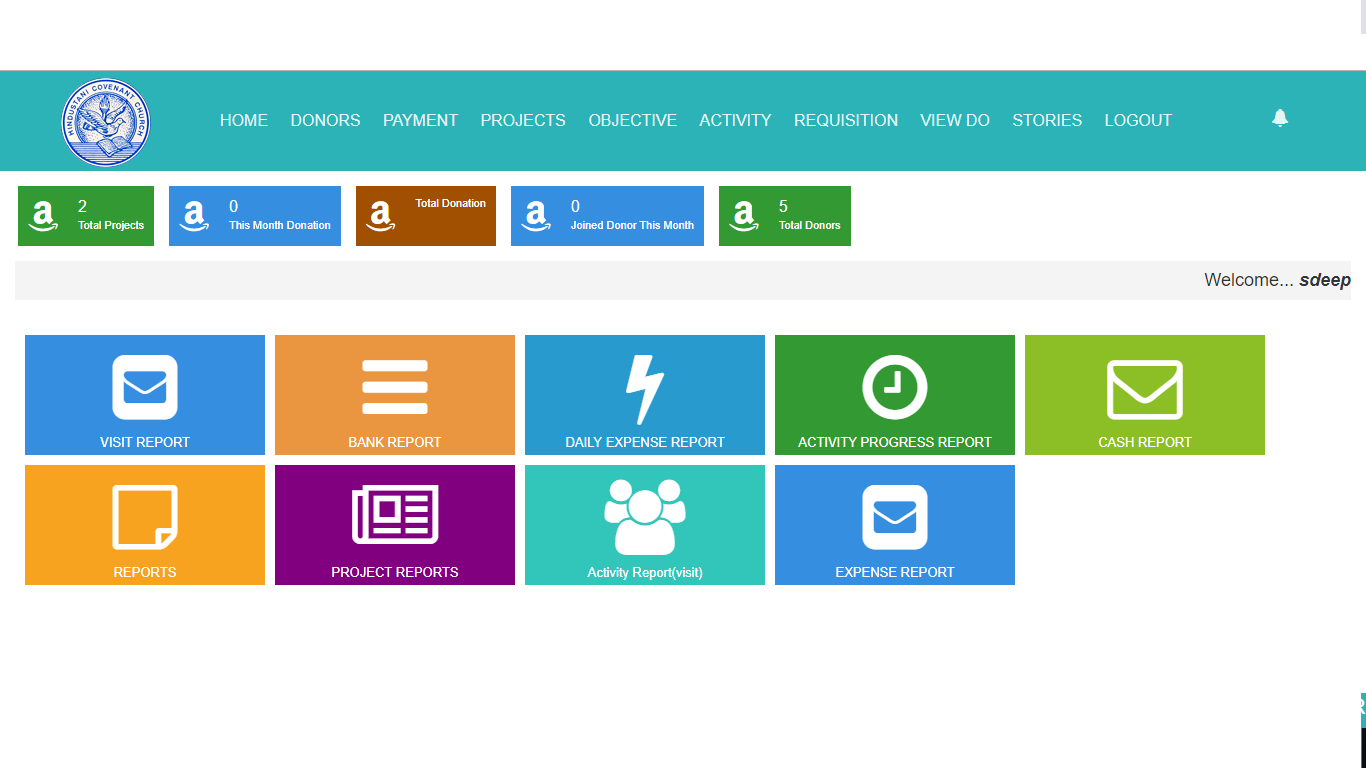 HINDUSTANI COVENANT CHURCH
HOME DONORS PAYMENT PROJECTS OBJECTIVE ACTIVITY REQUISITION VIEW DO STORIES LOGOUT
2
Total Projects
0
This Month Donation
Total Donation
0
Joined Donor This Month
5
Total Donors
Welcome... sdeep
VISIT REPORT
BANK REPORT
DAILY EXPENSE REPORT
ACTIVITY PROGRESS REPORT
CASH REPORT
REPORTS
PROJECT REPORTS
Activity Report(visit)
EXPENSE REPORT